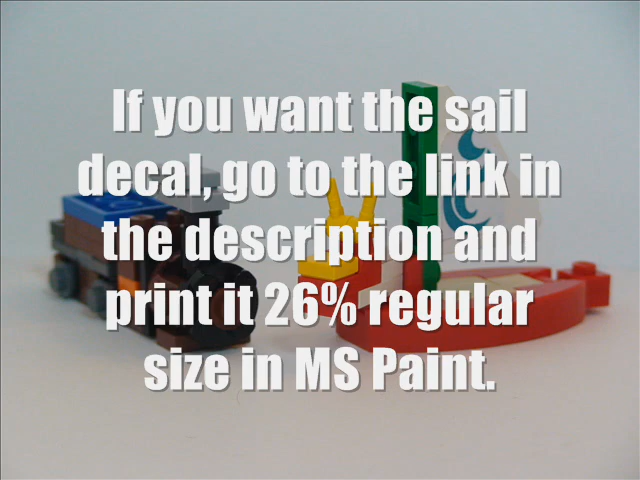 If you want the sail
decal, go to the link in
the description and
print it 26% regular
size in MS Paint.